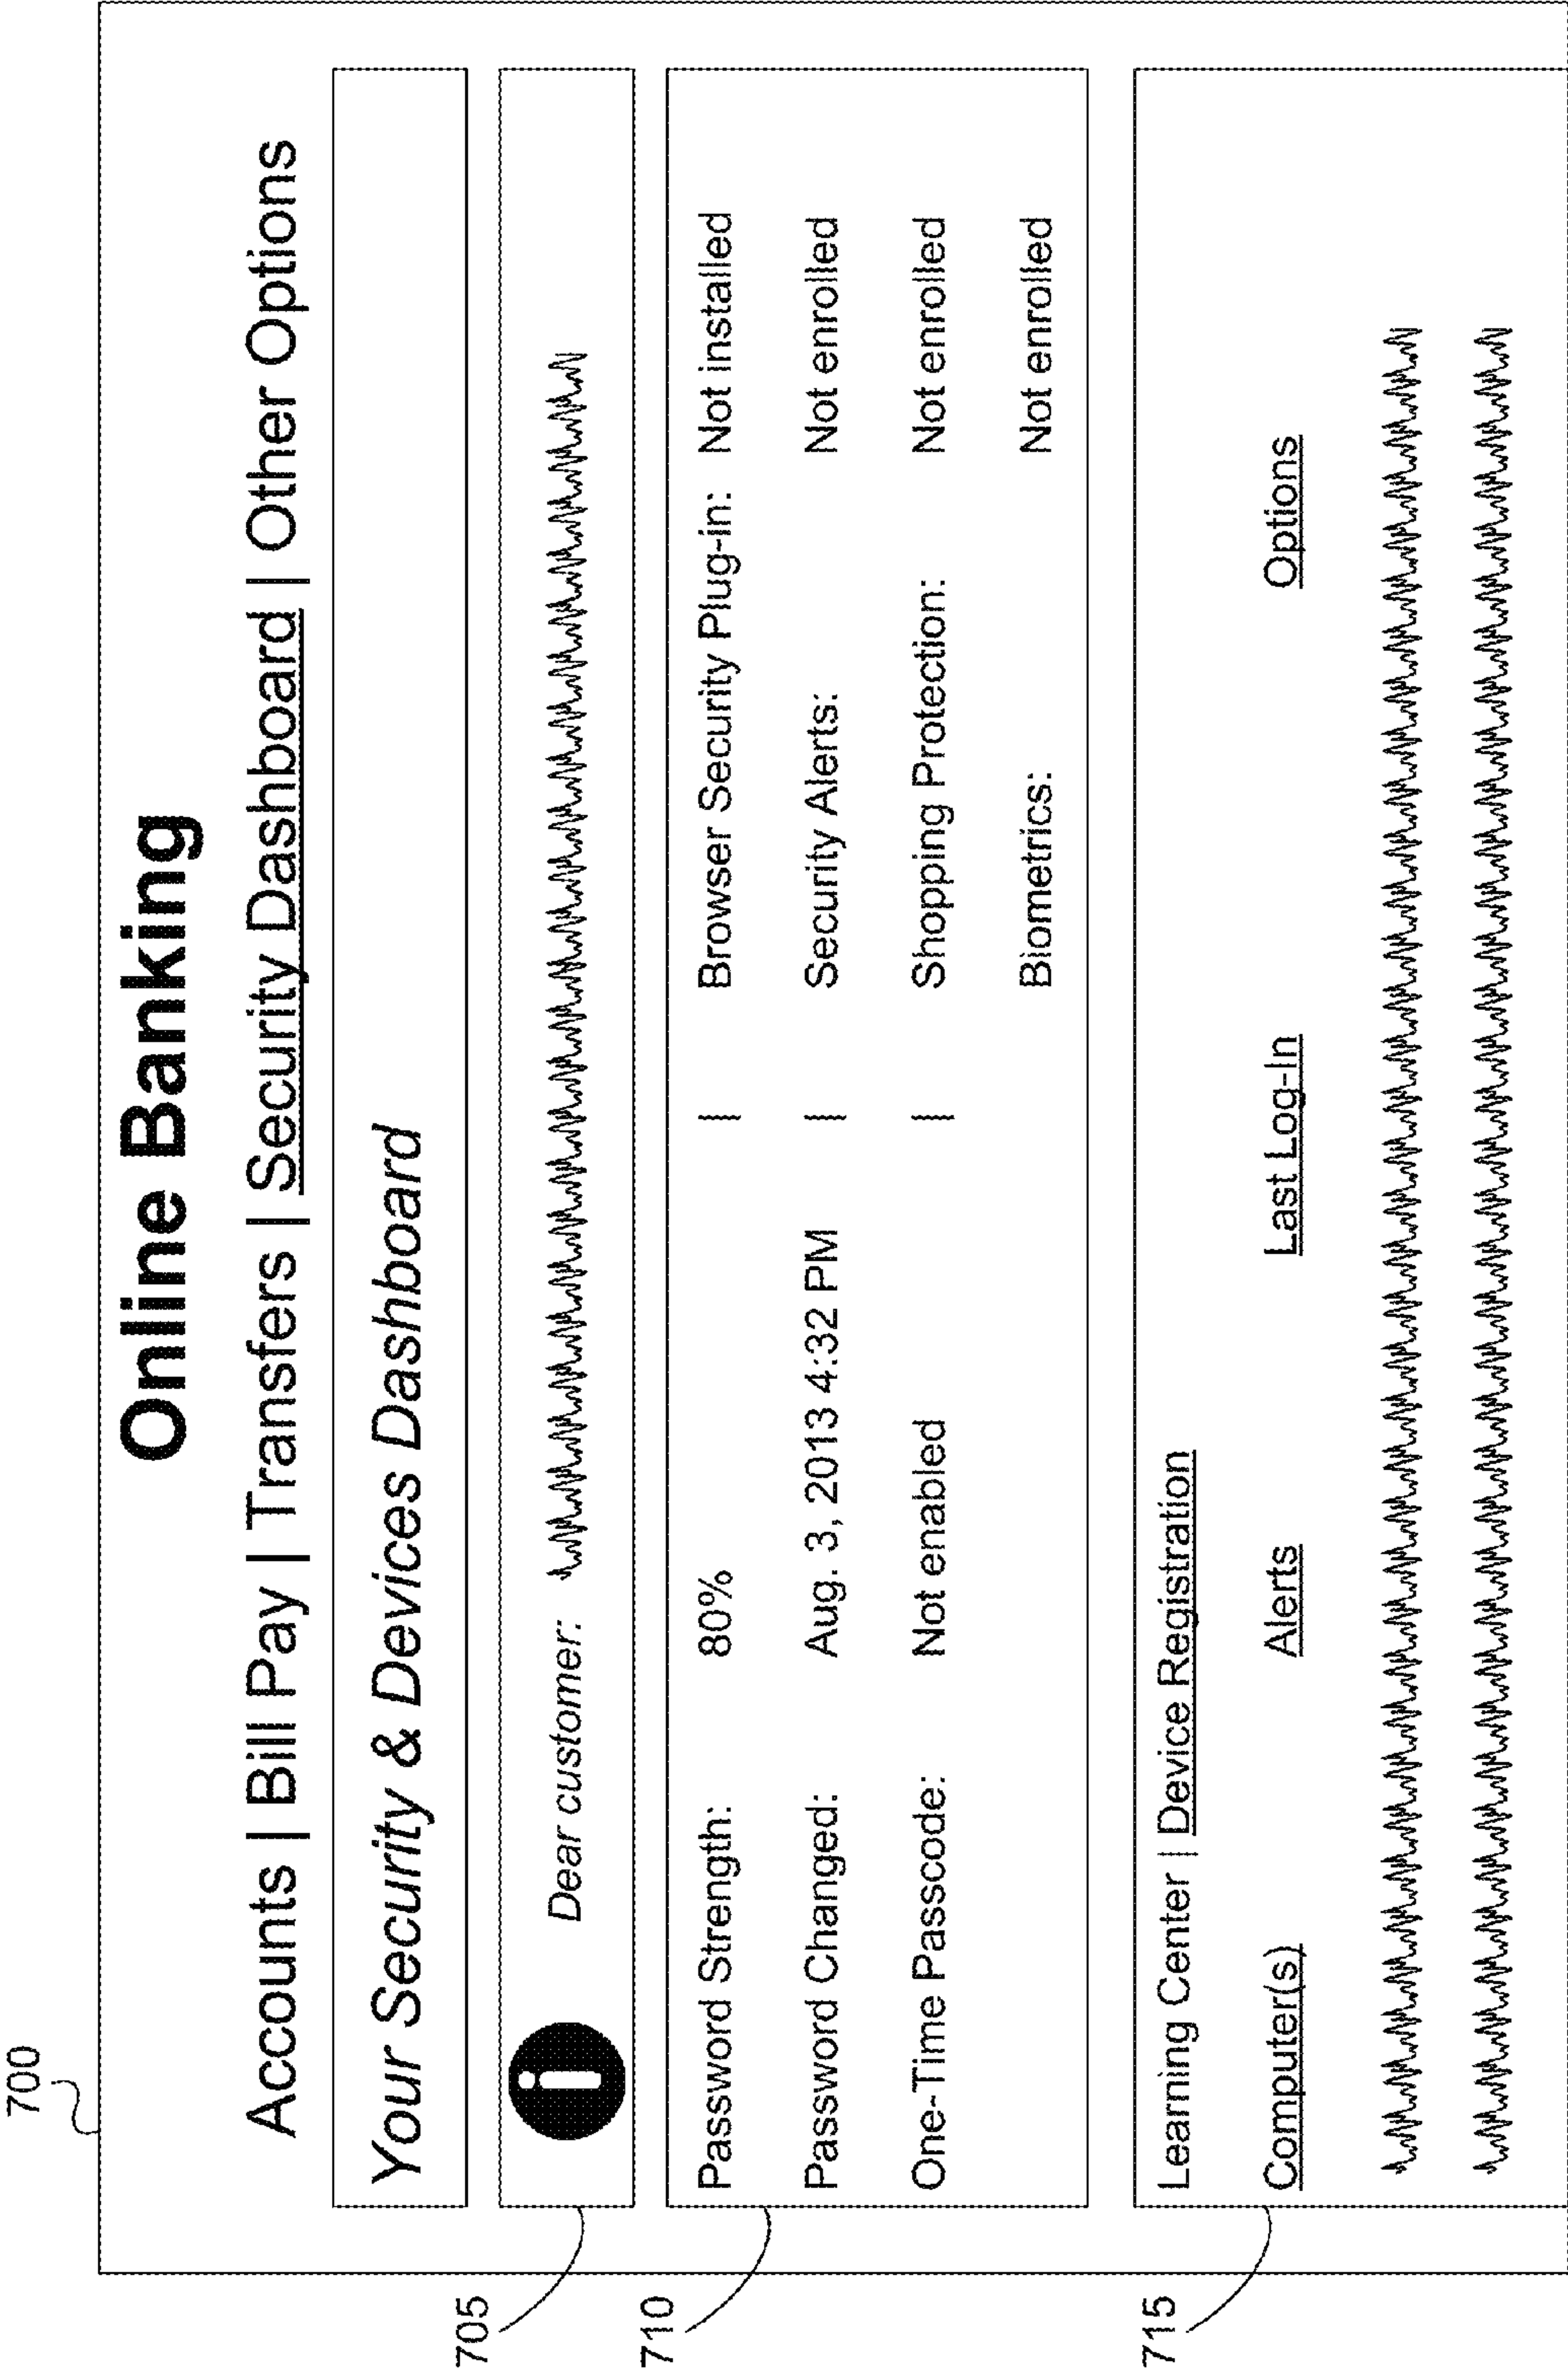 700
Online Banking
Accounts | Bill Pay | Transfers | Security Dashboard | Other Options
Your Security & Devices Dashboard
705
i Dear customer:
710
Password Strength: 80% | Browser Security Plug-in: Not installed
Password Changed: Aug. 3, 2013 4:32 PM | Security Alerts: Not enrolled
One-Time Passcode: Not enabled | Shopping Protection: Not enrolled
Biometrics: Not enrolled
715
Learning Center | Device Registration
Computer(s) Alerts Last Log-In Options